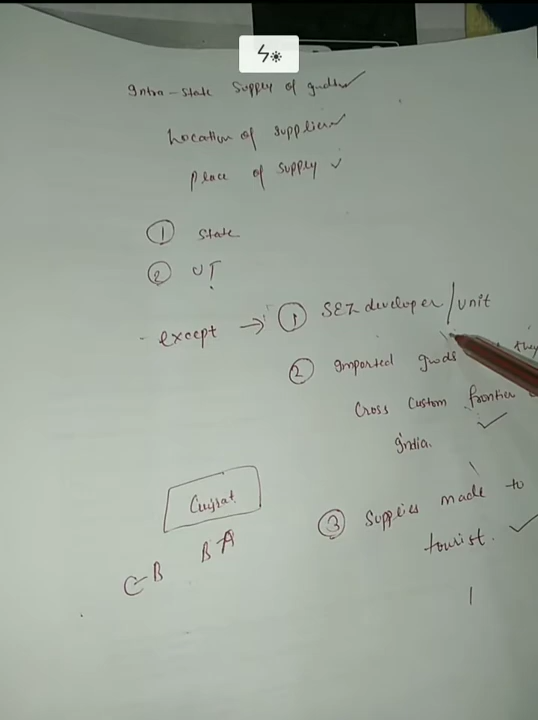 Intra-state supply of goods
Location of supplier
place of supply
① state
② UT
except → ① SEZ developer/unit
② imported goods they
cross custom frontier
India.
③ supplies made to
tourist.
Gujrat
B A
C B